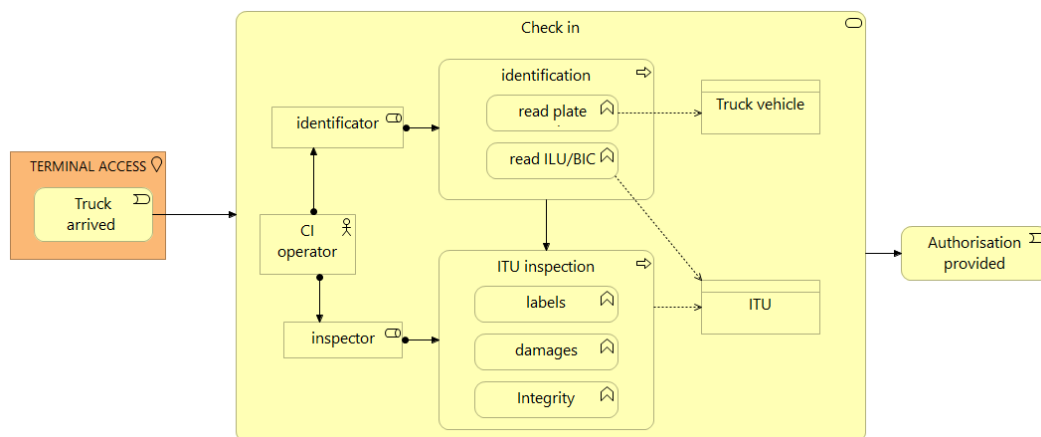 Check in
identification
read plate
Truck vehicle
identificator
read ILU/BIC
TERMINAL ACCESS
Truck
arrived
CI
operator
Authorisation
provided
ITU inspection
labels
ITU
inspector
damages
Integrity